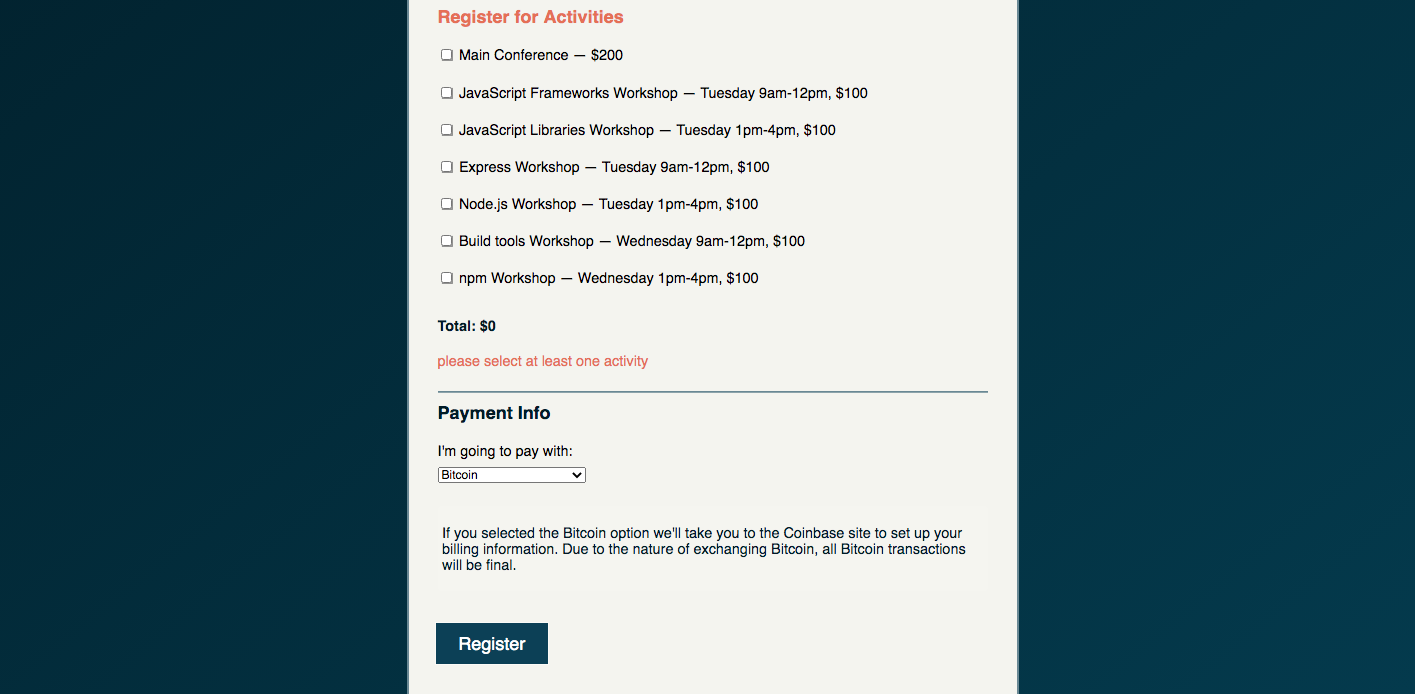 Register for Activities
Main Conference — $200
JavaScript Frameworks Workshop — Tuesday 9am-12pm, $100
JavaScript Libraries Workshop — Tuesday 1pm-4pm, $100
Express Workshop — Tuesday 9am-12pm, $100
Node.js Workshop — Tuesday 1pm-4pm, $100
Build tools Workshop — Wednesday 9am-12pm, $100
npm Workshop — Wednesday 1pm-4pm, $100
Total: $0
please select at least one activity
Payment Info
I'm going to pay with:
Bitcoin
If you selected the Bitcoin option we'll take you to the Coinbase site to set up your
billing information. Due to the nature of exchanging Bitcoin, all Bitcoin transactions
will be final.
Register